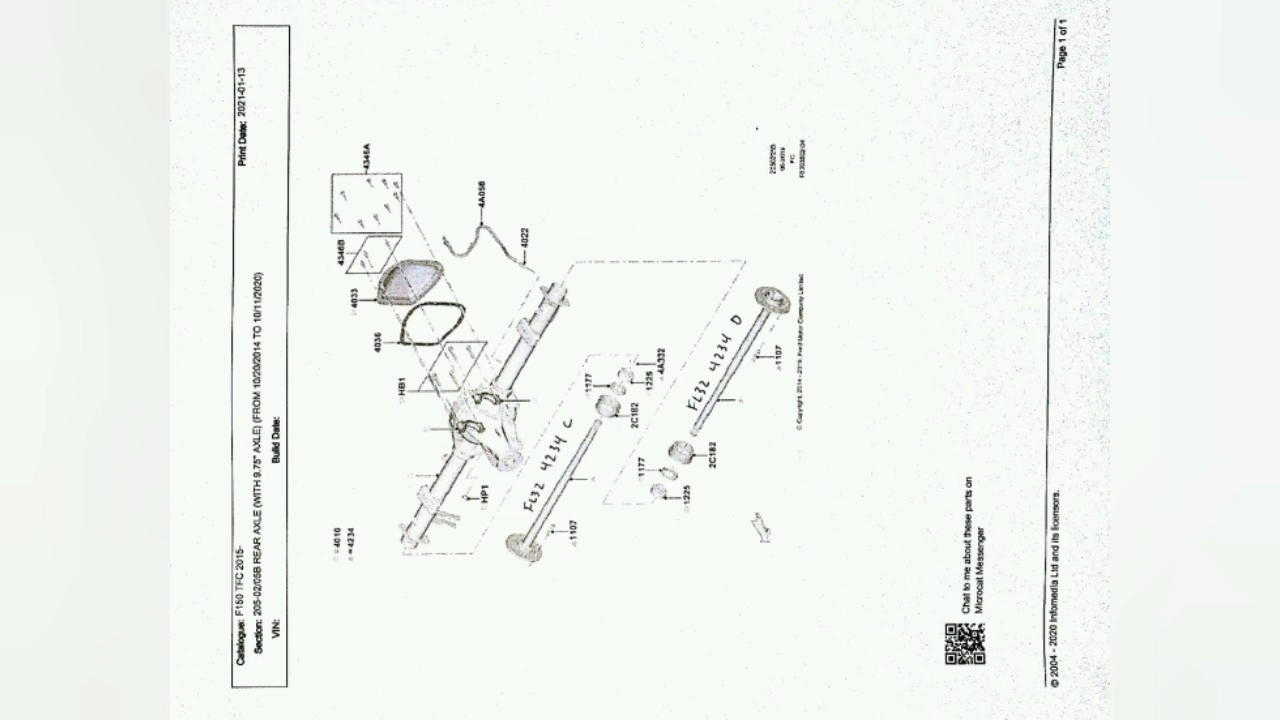 Catalogue: F150 TFC 2015-
Print Date: 2021-01-13
Section: 205-02/05B REAR AXLE (WITH 9.75" AXLE) (FROM 10/20/2014 TO 10/11/2020)
VIN:
Build Date:
=4010
=4234
4346A
4346B
4033
4036
HB1
4A058
4022
HP1
1177
1225
4A332
2C182
FL32 4234 C
1107
FL32 4234 D
1107
1177
2C182
1225
© Copyright, 2014 - 2019, Ford Motor Company Limited
Chat to me about these parts on
Microcat Messenger
© 2004 - 2020 Infomedia Ltd and its licensors.
Page 1 of 1